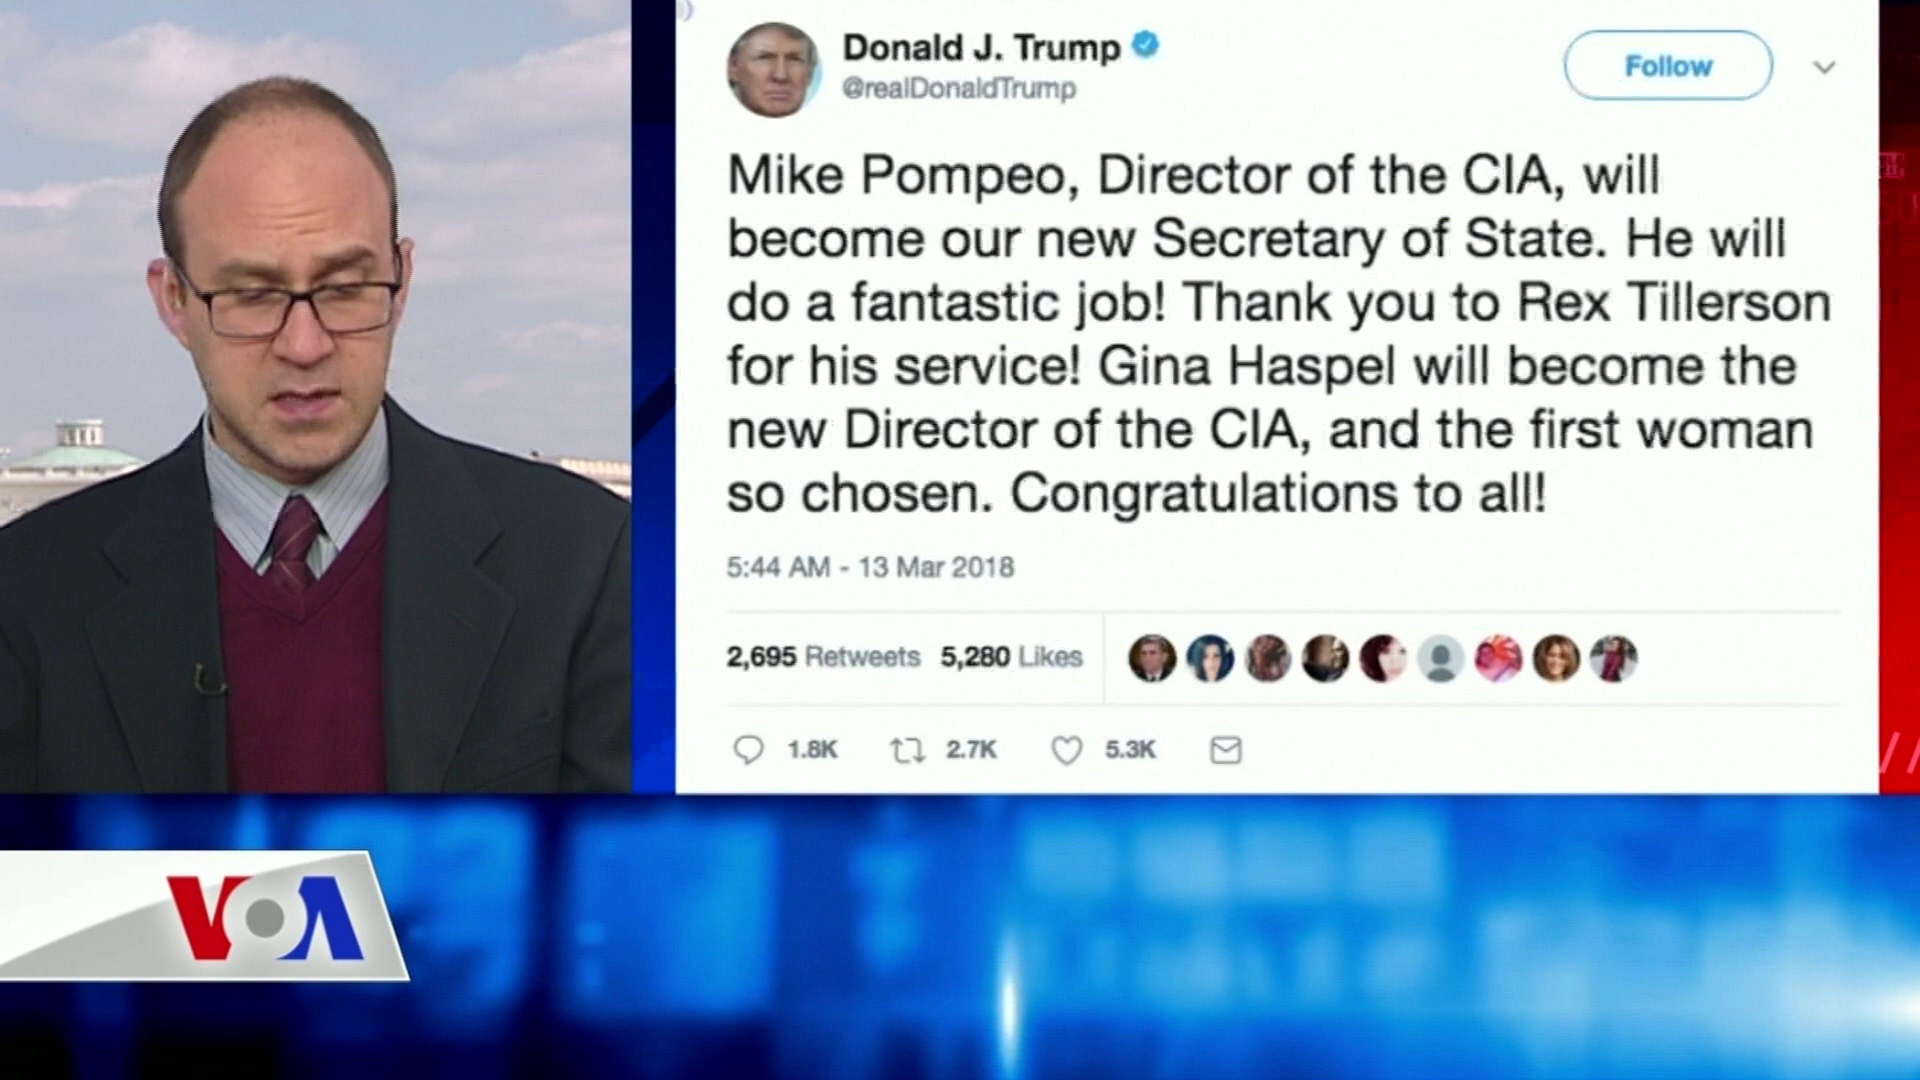 Donald J. Trump
@realDonaldTrump
Follow
Mike Pompeo, Director of the CIA, will
become our new Secretary of State. He will
do a fantastic job! Thank you to Rex Tillerson
for his service! Gina Haspel will become the
new Director of the CIA, and the first woman
so chosen. Congratulations to all!
5:44 AM - 13 Mar 2018
2,695 Retweets 5,280 Likes
1.8K 2.7K 5.3K
VOA